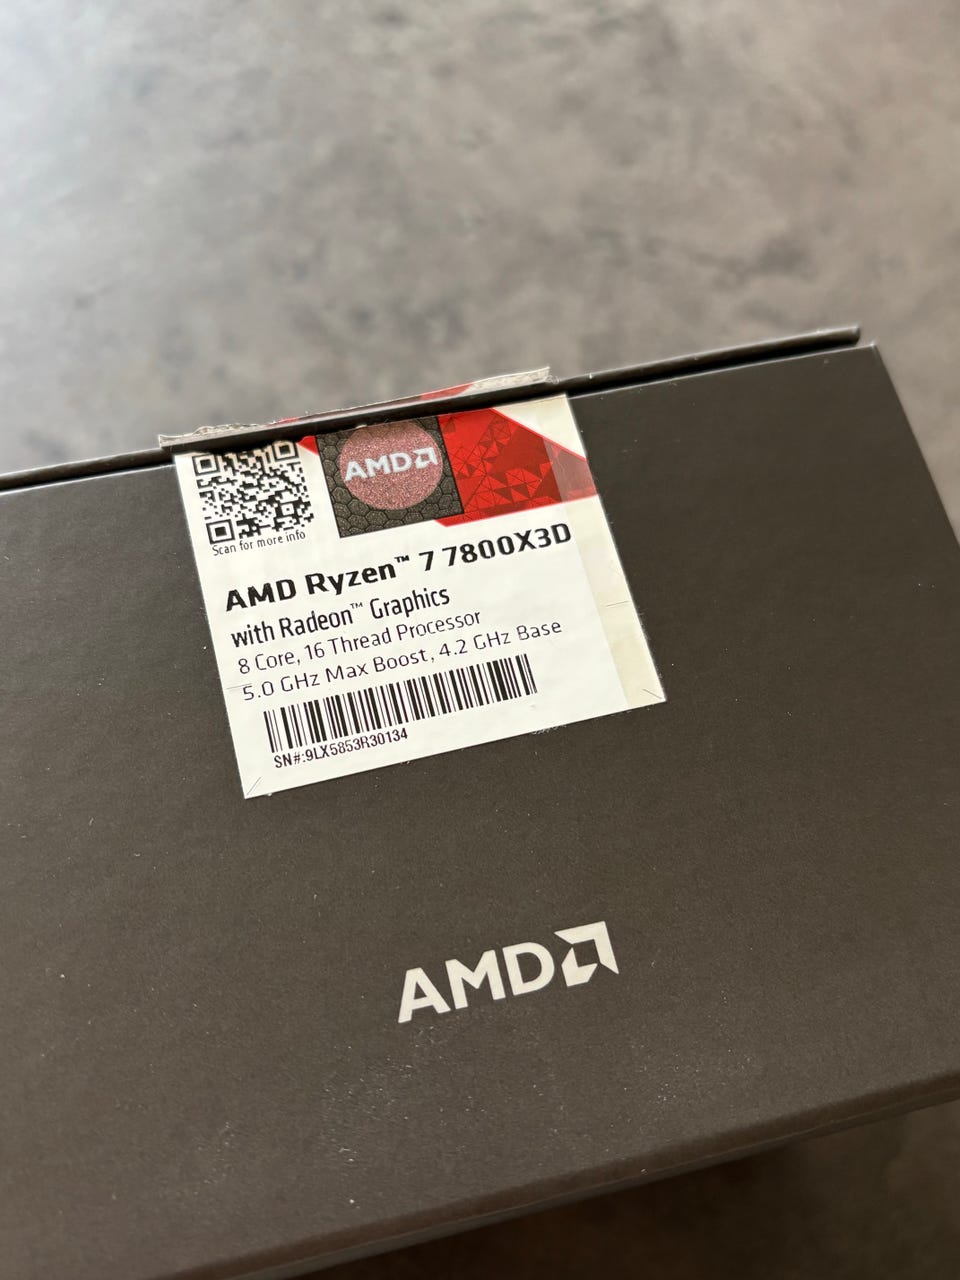 AMD
Scan for more info
AMD Ryzen™ 7 7800X3D
with Radeon™ Graphics
8 Core, 16 Thread Processor
5.0 GHz Max Boost, 4.2 GHz Base
SN#:9LX5853R30134
AMD